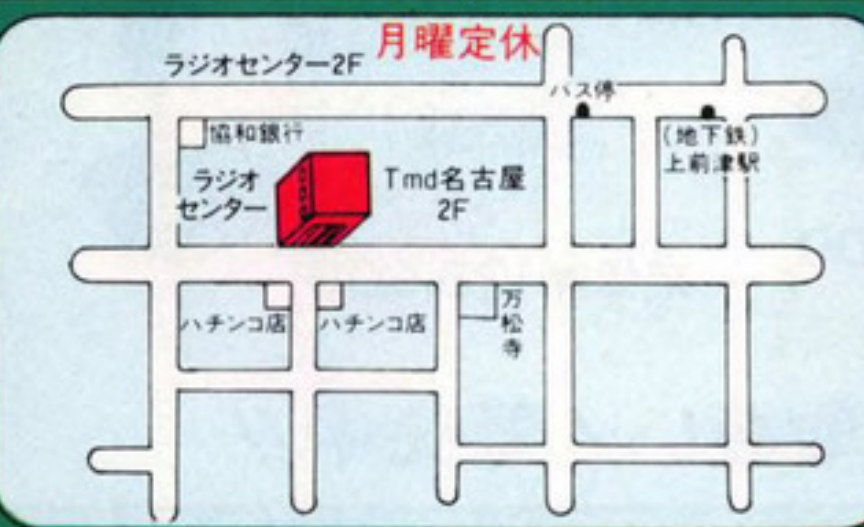 月曜定休
ラジオセンター2F
バス停
協和銀行
(地下鉄)
上前津駅
ラジオ
センター
Tmd名古屋
2F
パチンコ店
パチンコ店
万松寺